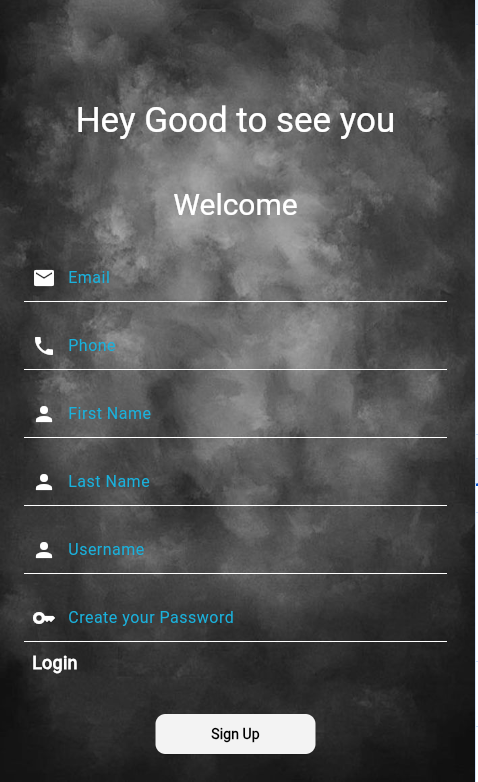 Hey Good to see you
Welcome
Email
Phone
First Name
Last Name
Username
Create your Password
Login
Sign Up